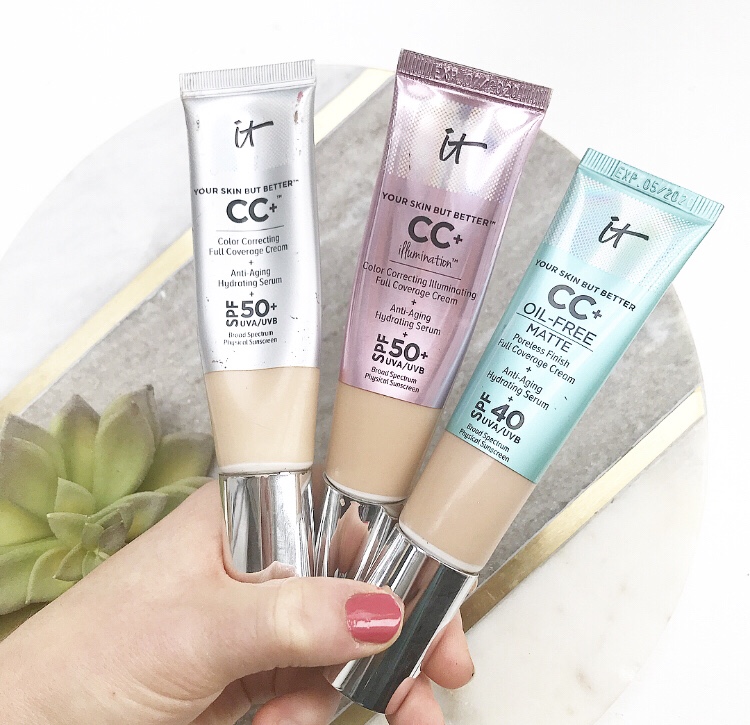 it
YOUR SKIN BUT BETTER™
CC+™
Color Correcting
Full Coverage Cream
+
Anti-Aging
Hydrating Serum
+
SPF 50+
UVA/UVB
Broad Spectrum
Physical Sunscreen
it
YOUR SKIN BUT BETTER™
CC+
illumination™
Color Correcting Illuminating
Full Coverage Cream
+
Anti-Aging
Hydrating Serum
+
SPF 50+
UVA/UVB
Broad Spectrum
Physical Sunscreen
it
YOUR SKIN BUT BETTER
CC+
OIL-FREE
MATTE
Poreless Finish
Full Coverage Cream
+
Anti-Aging
Hydrating Serum
+
SPF 40
UVA/UVB
Broad Spectrum
Physical Sunscreen